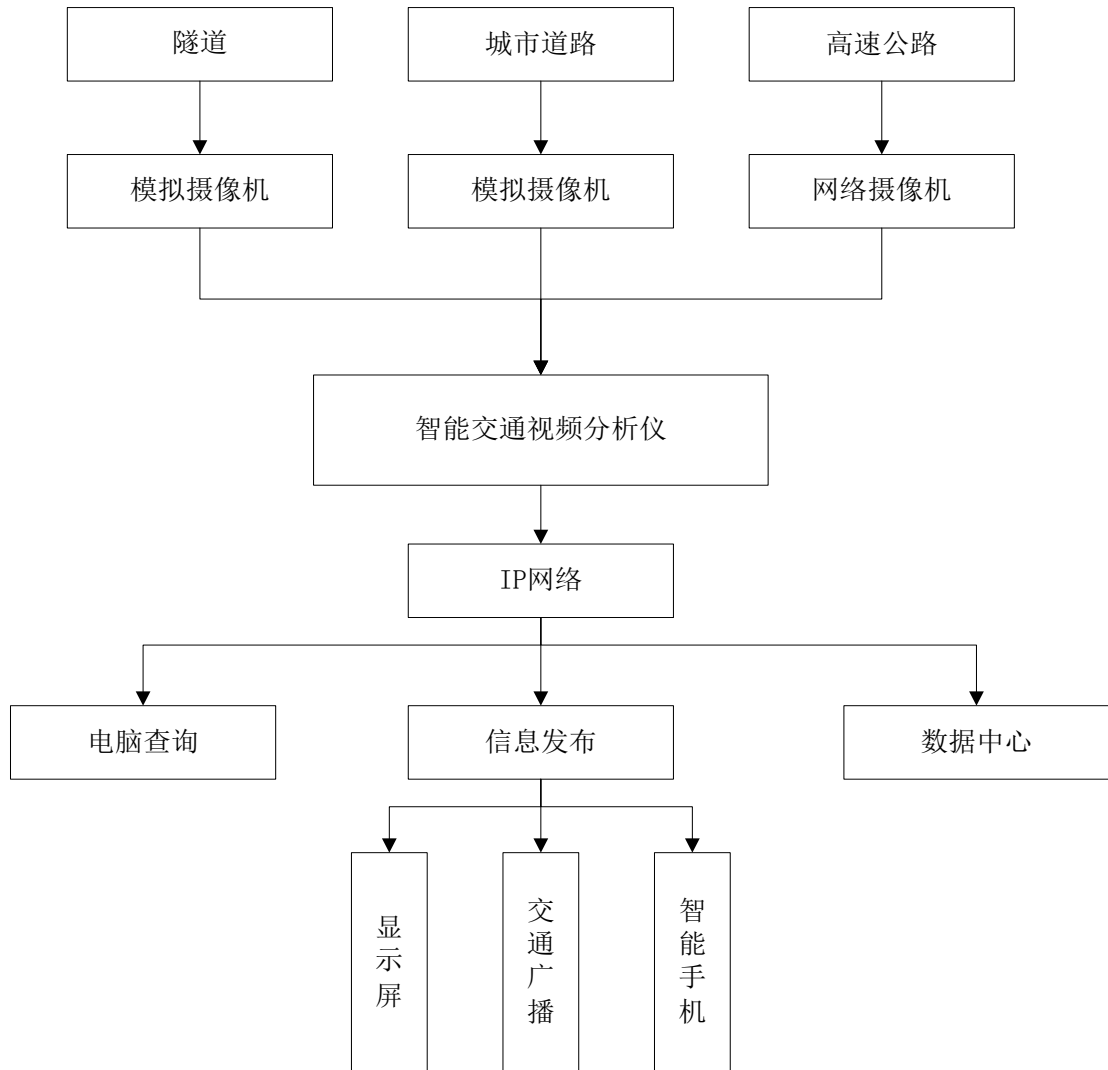 隧道
城市道路
高速公路
模拟摄像机
模拟摄像机
网络摄像机
智能交通视频分析仪
IP网络
电脑查询
信息发布
数据中心
显示屏
交通广播
智能手机